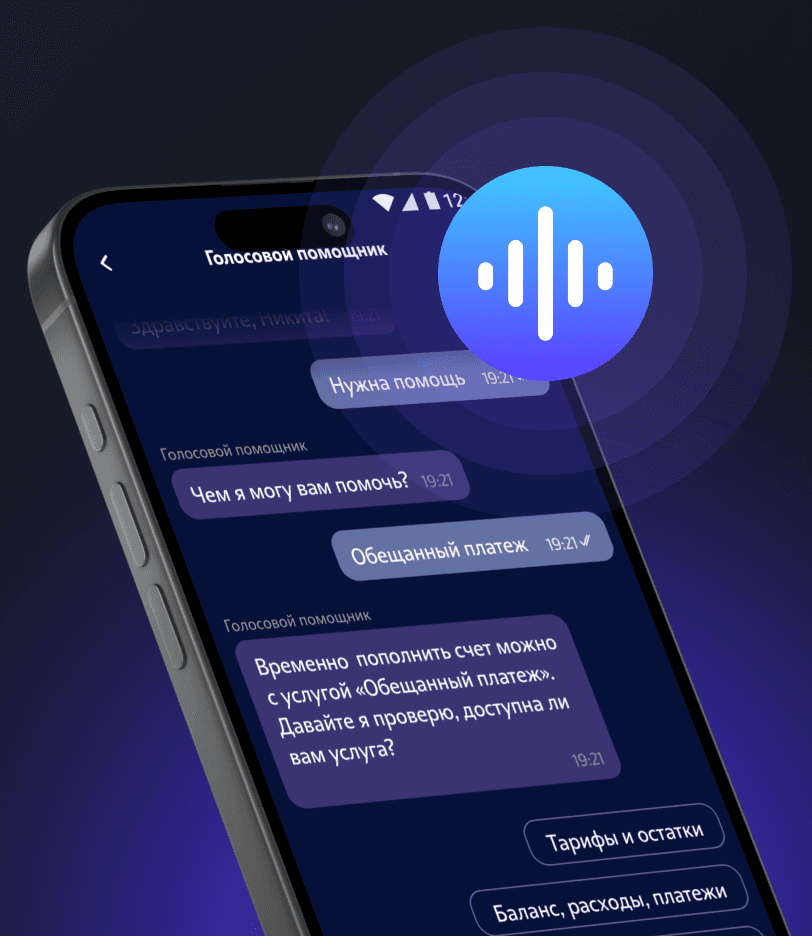 12
Голосовой помощник
Здравствуйте, Никита! 19:21
Нужна помощь 19:21
Голосовой помощник
Чем я могу вам помочь? 19:21
Обещанный платеж 19:21
Голосовой помощник
Временно пополнить счет можно
с услугой «Обещанный платеж».
Давайте я проверю, доступна ли
вам услуга?
19:21
Тарифы и остатки
Баланс, расходы, платежи